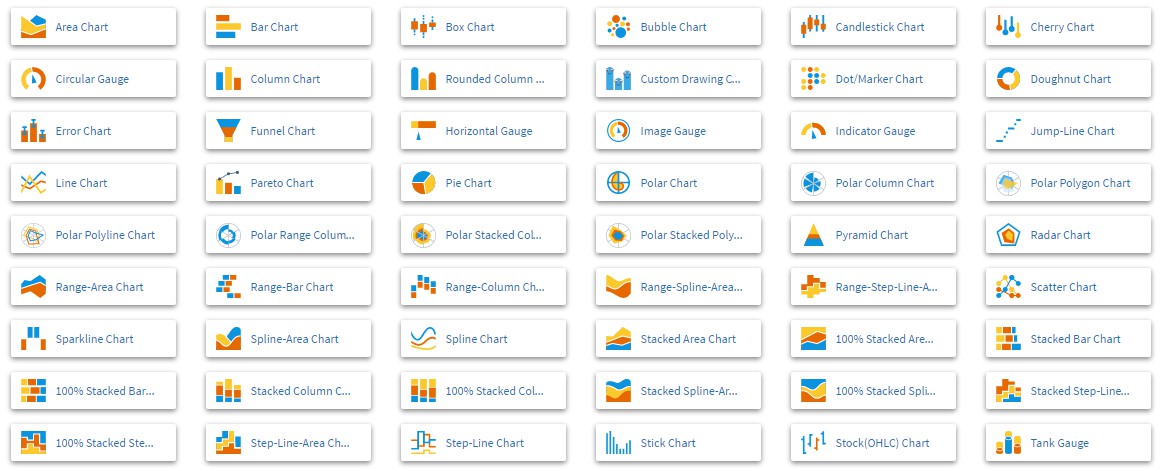 Area Chart
Bar Chart
Box Chart
Bubble Chart
Candlestick Chart
Cherry Chart
Circular Gauge
Column Chart
Rounded Column ...
Custom Drawing C...
Dot/Marker Chart
Doughnut Chart
Error Chart
Funnel Chart
Horizontal Gauge
Image Gauge
Indicator Gauge
Jump-Line Chart
Line Chart
Pareto Chart
Pie Chart
Polar Chart
Polar Column Chart
Polar Polygon Chart
Polar Polyline Chart
Polar Range Colum...
Polar Stacked Col...
Polar Stacked Poly...
Pyramid Chart
Radar Chart
Range-Area Chart
Range-Bar Chart
Range-Column Ch...
Range-Spline-Area...
Range-Step-Line-A...
Scatter Chart
Sparkline Chart
Spline-Area Chart
Spline Chart
Stacked Area Chart
100% Stacked Are...
Stacked Bar Chart
100% Stacked Bar...
Stacked Column C...
100% Stacked Col...
Stacked Spline-Ar...
100% Stacked Spli...
Stacked Step-Line...
100% Stacked Ste...
Step-Line-Area Ch...
Step-Line Chart
Stick Chart
Stock(OHLC) Chart
Tank Gauge